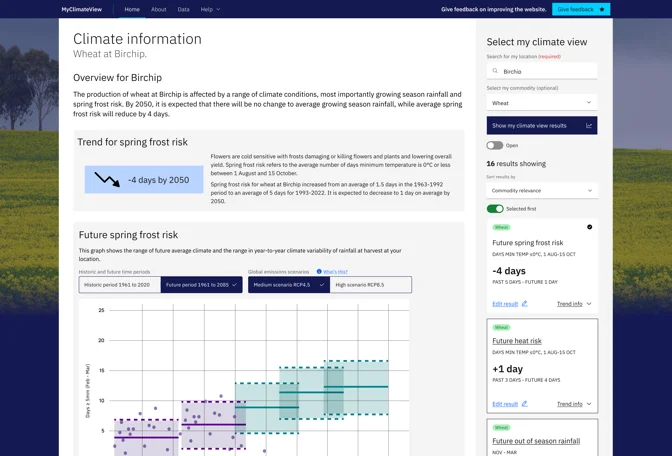 MyClimateView
Home
About
Data
Help
Give feedback on improving the website.
Give feedback
Climate information
Wheat at Birchip.
Overview for Birchip
The production of wheat at Birchip is affected by a range of climate conditions, most importantly growing season rainfall and
spring frost risk. By 2050, it is expected that there will be no change to average growing season rainfall, while average spring
frost risk will reduce by 4 days.
Trend for spring frost risk
-4 days by 2050
Flowers are cold sensitive with frosts damaging or killing flowers and plants and lowering overall
yield. Spring frost risk refers to the average number of days minimum temperature is 0°C or less
between 1 August and 15 October.
Spring frost risk for wheat at Birchip increased from an average of 1.5 days in the 1963-1992
period to an average of 5 days for 1993-2022. It is expected to decrease to 1 day on average by
2050.
Future spring frost risk
This graph shows the range of future average climate and the range in year-to-year climate variability of rainfall at harvest at your
location.
Historic and future time periods
Historic period 1961 to 2020
Future period 1961 to 2085
Global emissions scenarios
What's this?
Medium scenario RCP4.5
High scenario RCP8.5
25
20
15
10
5
Days ≥ 5mm (Feb - Mar)
Select my climate view
Search for my location (required)
Birchip
Select my commodity (optional)
Wheat
Show my climate view results
Open
16 results showing
Sort results by:
Commodity relevance
Selected first
Wheat
Future spring frost risk
DAYS MIN TEMP ≤0°C, 1 AUG-15 OCT
-4 days
PAST 5 DAYS - FUTURE 1 DAY
Edit result
Trend info
Wheat
Future heat risk
DAYS MIN TEMP ≤0°C, 1 AUG-15 OCT
+1 day
PAST 3 DAYS - FUTURE 4 DAYS
Edit result
Trend info
Wheat
Future out of season rainfall
NOV - MAR